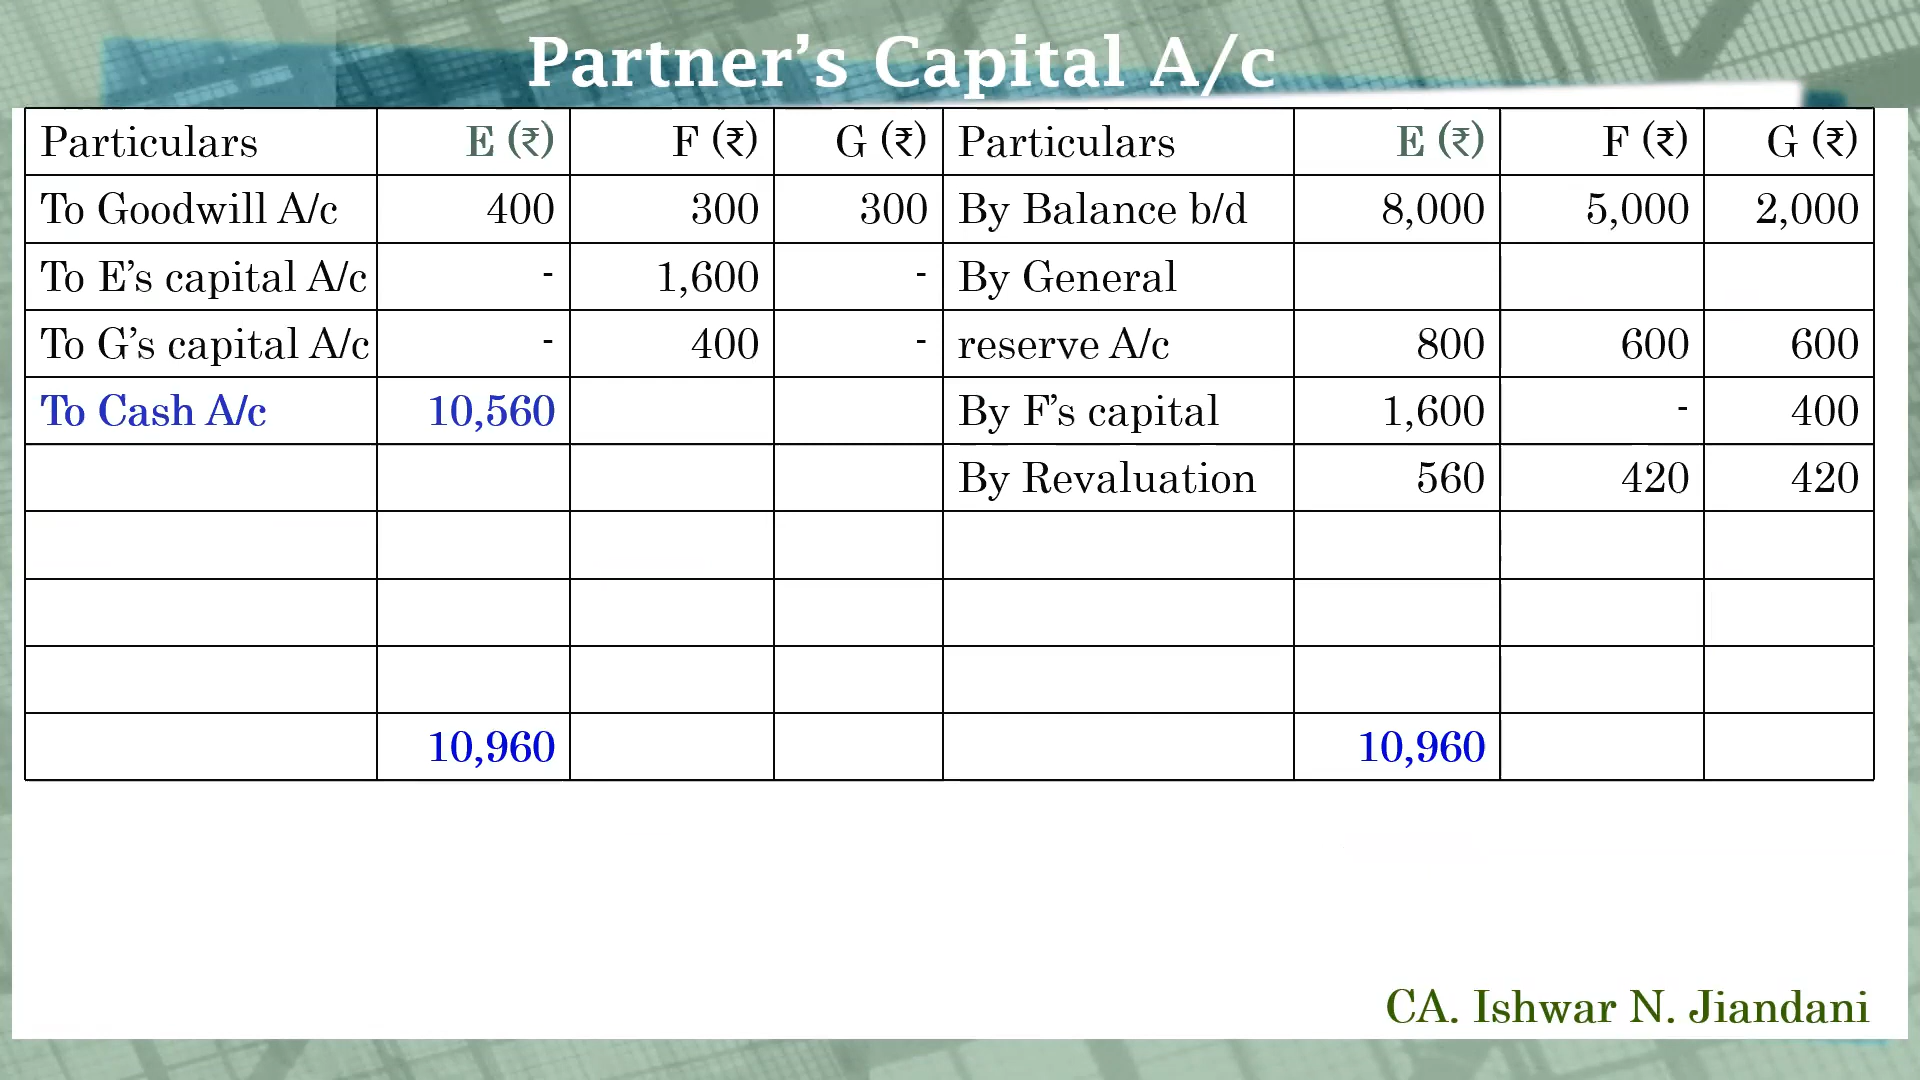 Partner’s Capital A/c
Particulars E (₹) F (₹) G (₹) Particulars E (₹) F (₹) G (₹)
To Goodwill A/c 400 300 300 By Balance b/d 8,000 5,000 2,000
To E’s capital A/c - 1,600 - By General
To G’s capital A/c - 400 - reserve A/c 800 600 600
To Cash A/c 10,560 By F’s capital 1,600 - 400
By Revaluation 560 420 420
10,960 10,960
CA. Ishwar N. Jiandani